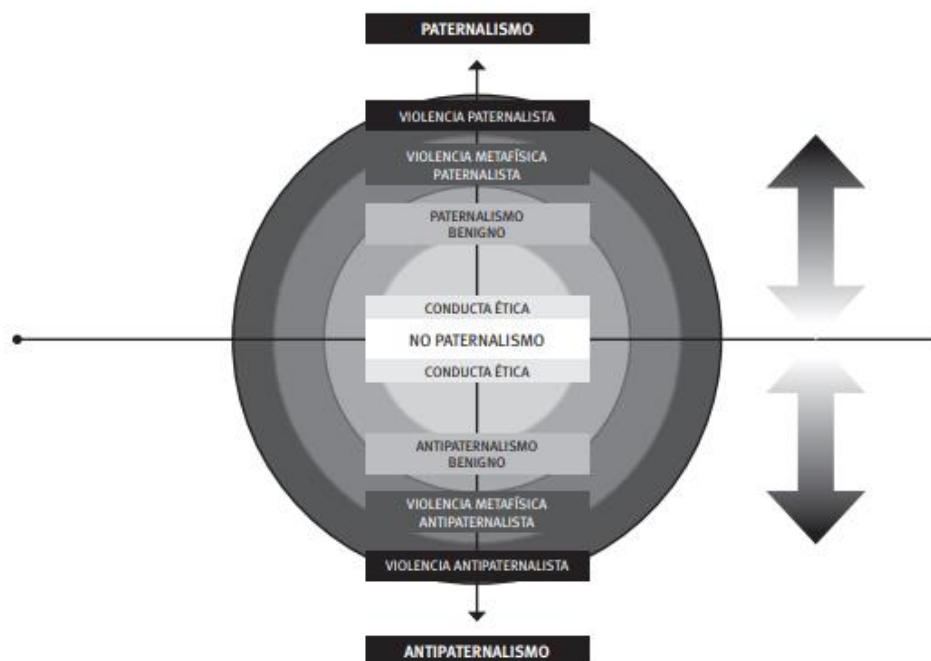 PATERNALISMO
VIOLENCIA PATERNALISTA
VIOLENCIA METAFÍSICA
PATERNALISTA
PATERNALISMO
BENIGNO
CONDUCTA ÉTICA
NO PATERNALISMO
CONDUCTA ÉTICA
ANTIPATERNALISMO
BENIGNO
VIOLENCIA METAFÍSICA
ANTIPATERNALISTA
VIOLENCIA ANTIPATERNALISTA
ANTIPATERNALISMO